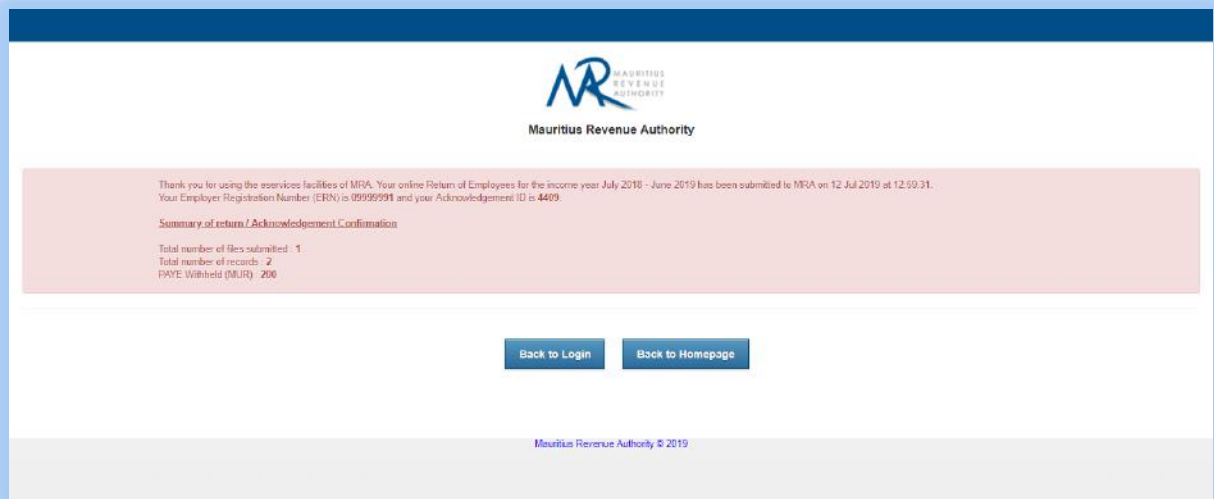 MAURITIUS
REVENUE
AUTHORITY
Mauritius Revenue Authority
Thank you for using the eservices facilities of MRA. Your online Return of Employees for the income year July 2018 - June 2019 has been submitted to MRA on 12 Jul 2019 at 12:59:31.
Your Employer Registration Number (ERN) is 09999991 and your Acknowledgement ID is 4409.
Summary of return / Acknowledgement Confirmation
Total number of files submitted : 1
Total number of records : 2
PAYE Withheld (MUR) : 200
Back to Login Back to Homepage
Mauritius Revenue Authority © 2019